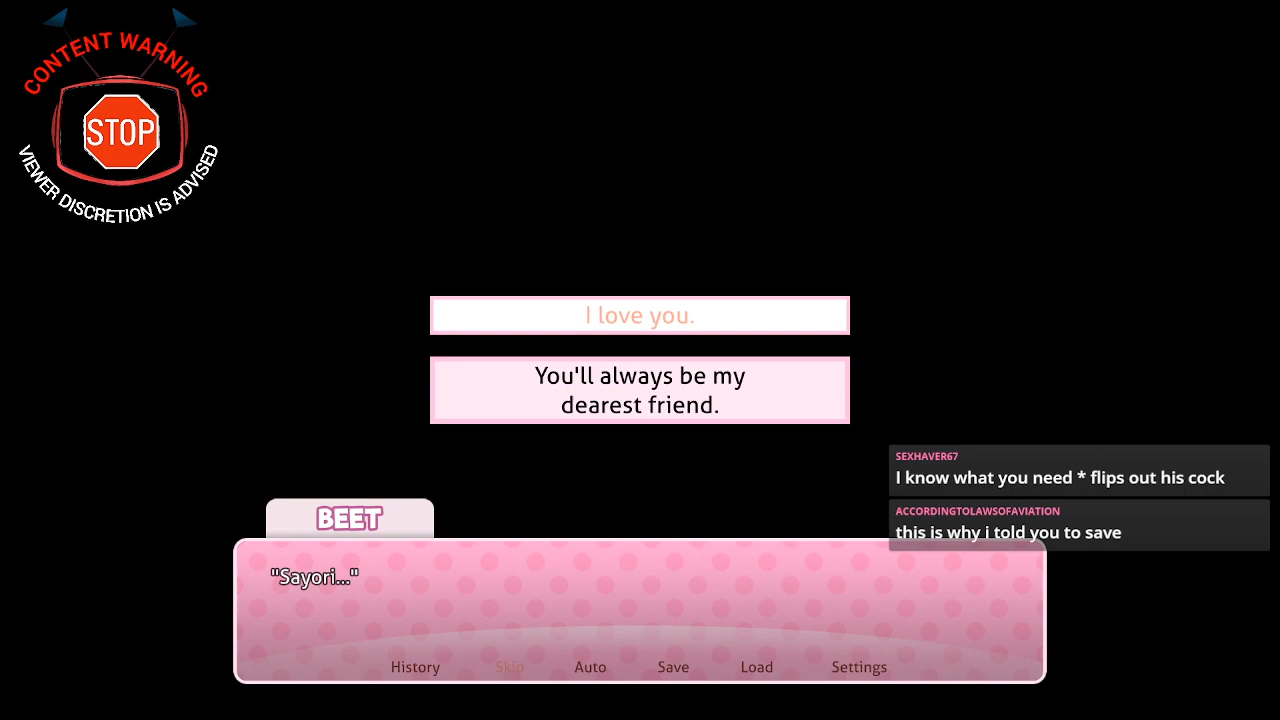 CONTENT WARNING
STOP
VIEWER DISCRETION IS ADVISED
I love you.
You'll always be my
dearest friend.
SEXHAVER67
I know what you need * flips out his cock
ACCORDINGTOLAWSOFAVIATION
this is why i told you to save
BEET
"Sayori..."
History Skip Auto Save Load Settings